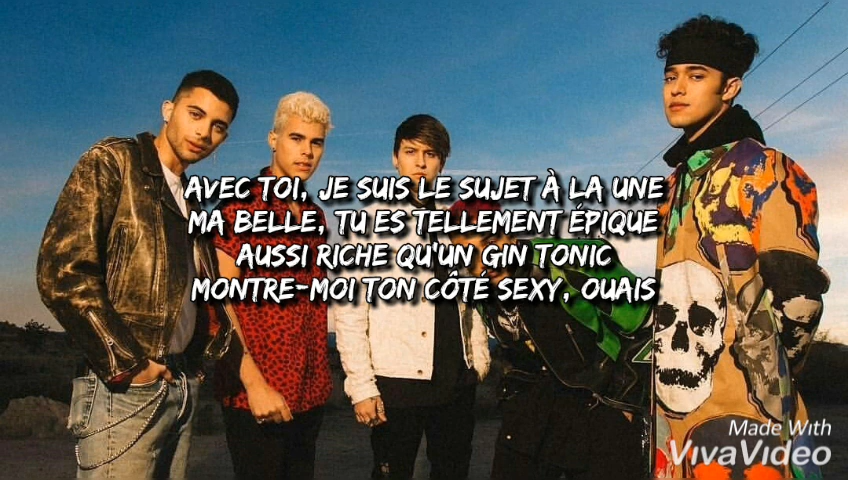 AVEC TOI, JE SUIS LE SUJET À LA UNE
MA BELLE, TU ES TELLEMENT ÉPIQUE
AUSSI RICHE QU'UN GIN TONIC
MONTRE-MOI TON CÔTÉ SEXY, OUAIS
Made With
VivaVideo